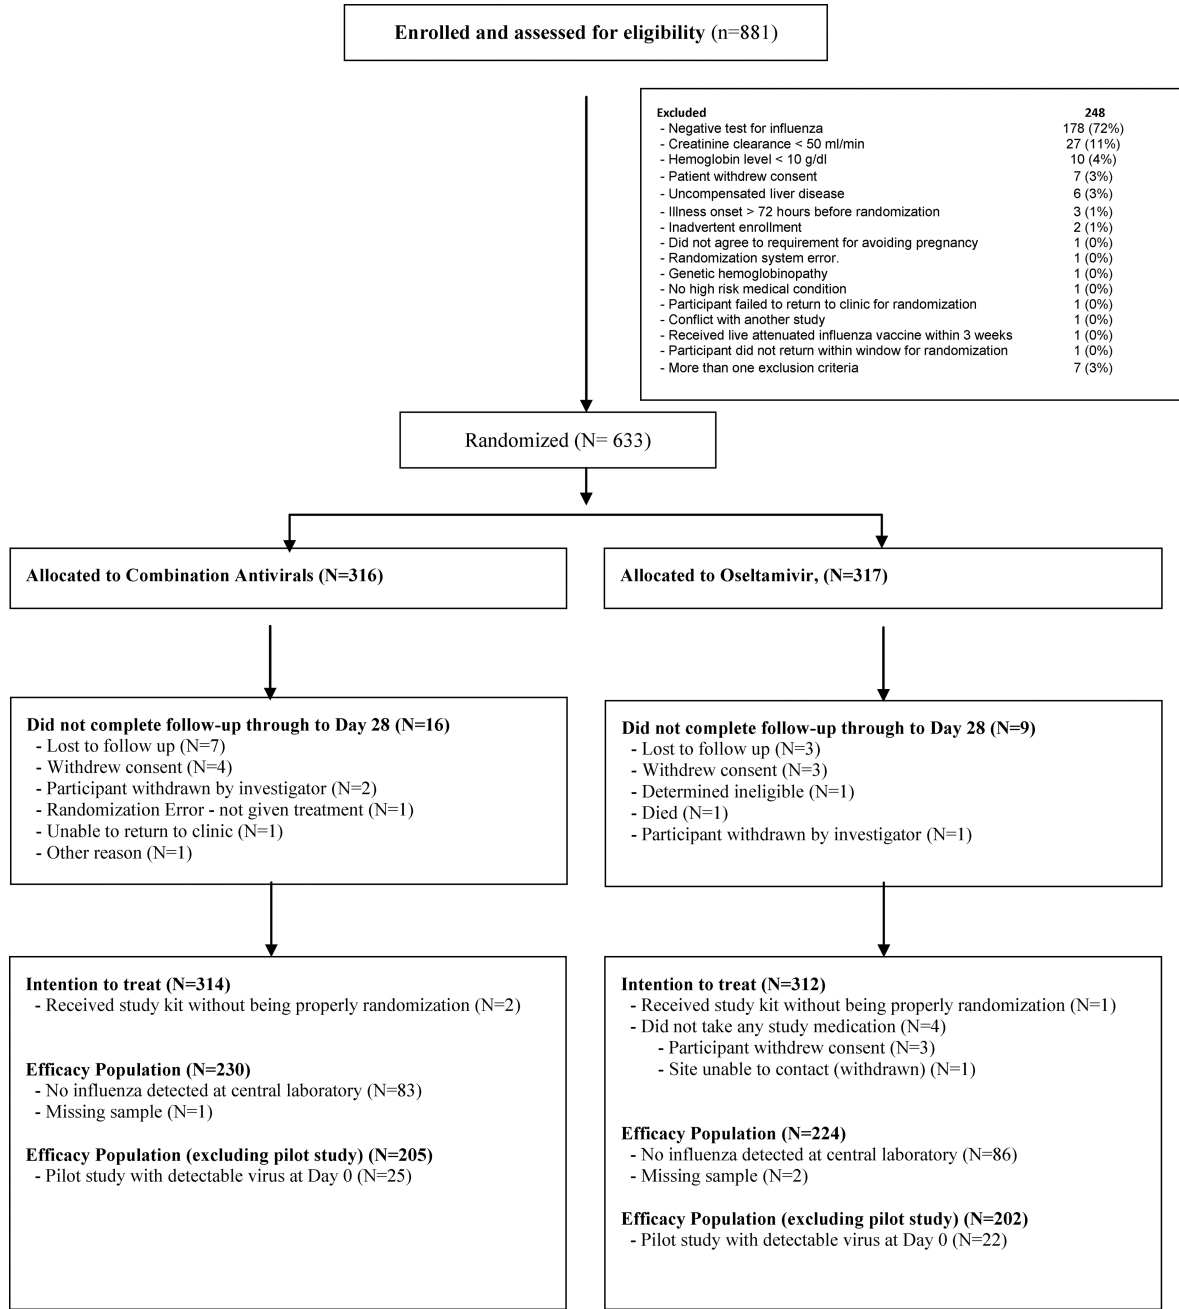 Enrolled and assessed for eligibility (n=881)
Excluded 248
- Negative test for influenza 178 (72%)
- Creatinine clearance < 50 ml/min 27 (11%)
- Hemoglobin level < 10 g/dl 10 (4%)
- Patient withdrew consent 7 (3%)
- Uncompensated liver disease 6 (3%)
- Illness onset > 72 hours before randomization 3 (1%)
- Inadvertent enrollment 2 (1%)
- Did not agree to requirement for avoiding pregnancy 1 (0%)
- Randomization system error. 1 (0%)
- Genetic hemoglobinopathy 1 (0%)
- No high risk medical condition 1 (0%)
- Participant failed to return to clinic for randomization 1 (0%)
- Conflict with another study 1 (0%)
- Received live attenuated influenza vaccine within 3 weeks 1 (0%)
- Participant did not return within window for randomization 1 (0%)
- More than one exclusion criteria 7 (3%)
Randomized (N= 633)
Allocated to Combination Antivirals (N=316)
Did not complete follow-up through to Day 28 (N=16)
- Lost to follow up (N=7)
- Withdrew consent (N=4)
- Participant withdrawn by investigator (N=2)
- Randomization Error - not given treatment (N=1)
- Unable to return to clinic (N=1)
- Other reason (N=1)
Intention to treat (N=314)
- Received study kit without being properly randomization (N=2)
Efficacy Population (N=230)
- No influenza detected at central laboratory (N=83)
- Missing sample (N=1)
Efficacy Population (excluding pilot study) (N=205)
- Pilot study with detectable virus at Day 0 (N=25)
Allocated to Oseltamivir, (N=317)
Did not complete follow-up through to Day 28 (N=9)
- Lost to follow up (N=3)
- Withdrew consent (N=3)
- Determined ineligible (N=1)
- Died (N=1)
- Participant withdrawn by investigator (N=1)
Intention to treat (N=312)
- Received study kit without being properly randomization (N=1)
- Did not take any study medication (N=4)
- Participant withdrew consent (N=3)
- Site unable to contact (withdrawn) (N=1)
Efficacy Population (N=224)
- No influenza detected at central laboratory (N=86)
- Missing sample (N=2)
Efficacy Population (excluding pilot study) (N=202)
- Pilot study with detectable virus at Day 0 (N=22)